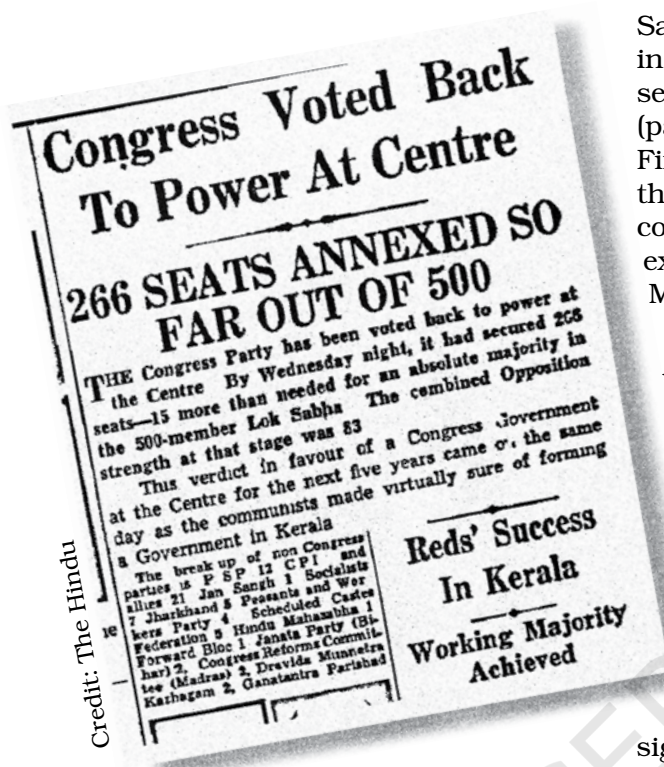 Congress Voted Back
To Power At Centre
266 SEATS ANNEXED SO
FAR OUT OF 500
THE Congress Party has been voted back to power at
the Centre By Wednesday night, it had secured 266
seats—15 more than needed for an absolute majority in
the 500-member Lok Sabha The combined Opposition
strength at that stage was 83
This verdict in favour of a Congress Government
at the Centre for the next five years came on the same
day as the communists made virtually sure of forming
a Government in Kerala
The break up of non Congress
parties is P S P 12 C P I and
allies 21 Jan Sangh 1 Socialists
7 Jharkhand 5 Peasants and Wor
kers Party 4 Scheduled Castes
Federation 5 Hindu Mahasabha 1
Forward Bloc 1 Janata Party (Bi-
har) 2, Congress Reforms Commit-
tee (Madras) 2, Dravida Munnetra
Kazhagam 2, Ganatantra Parishad
Reds' Success
In Kerala
Working Majority
Achieved
Credit: The Hindu
Sa
in
se
(pa
Fi
th
co
ex
M
sig